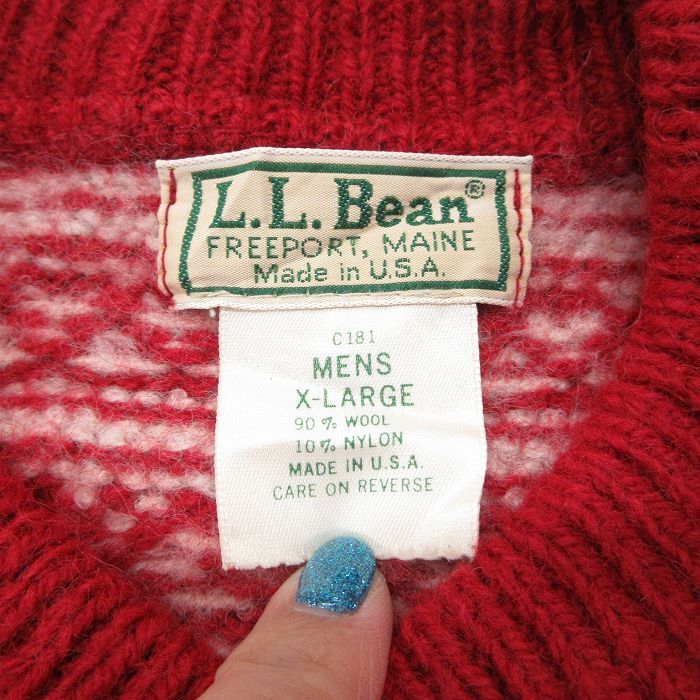 L.L.Bean®
FREEPORT, MAINE
Made in U.S.A.
C181
MENS
X-LARGE
90% WOOL
10% NYLON
MADE IN U.S.A.
CARE ON REVERSE